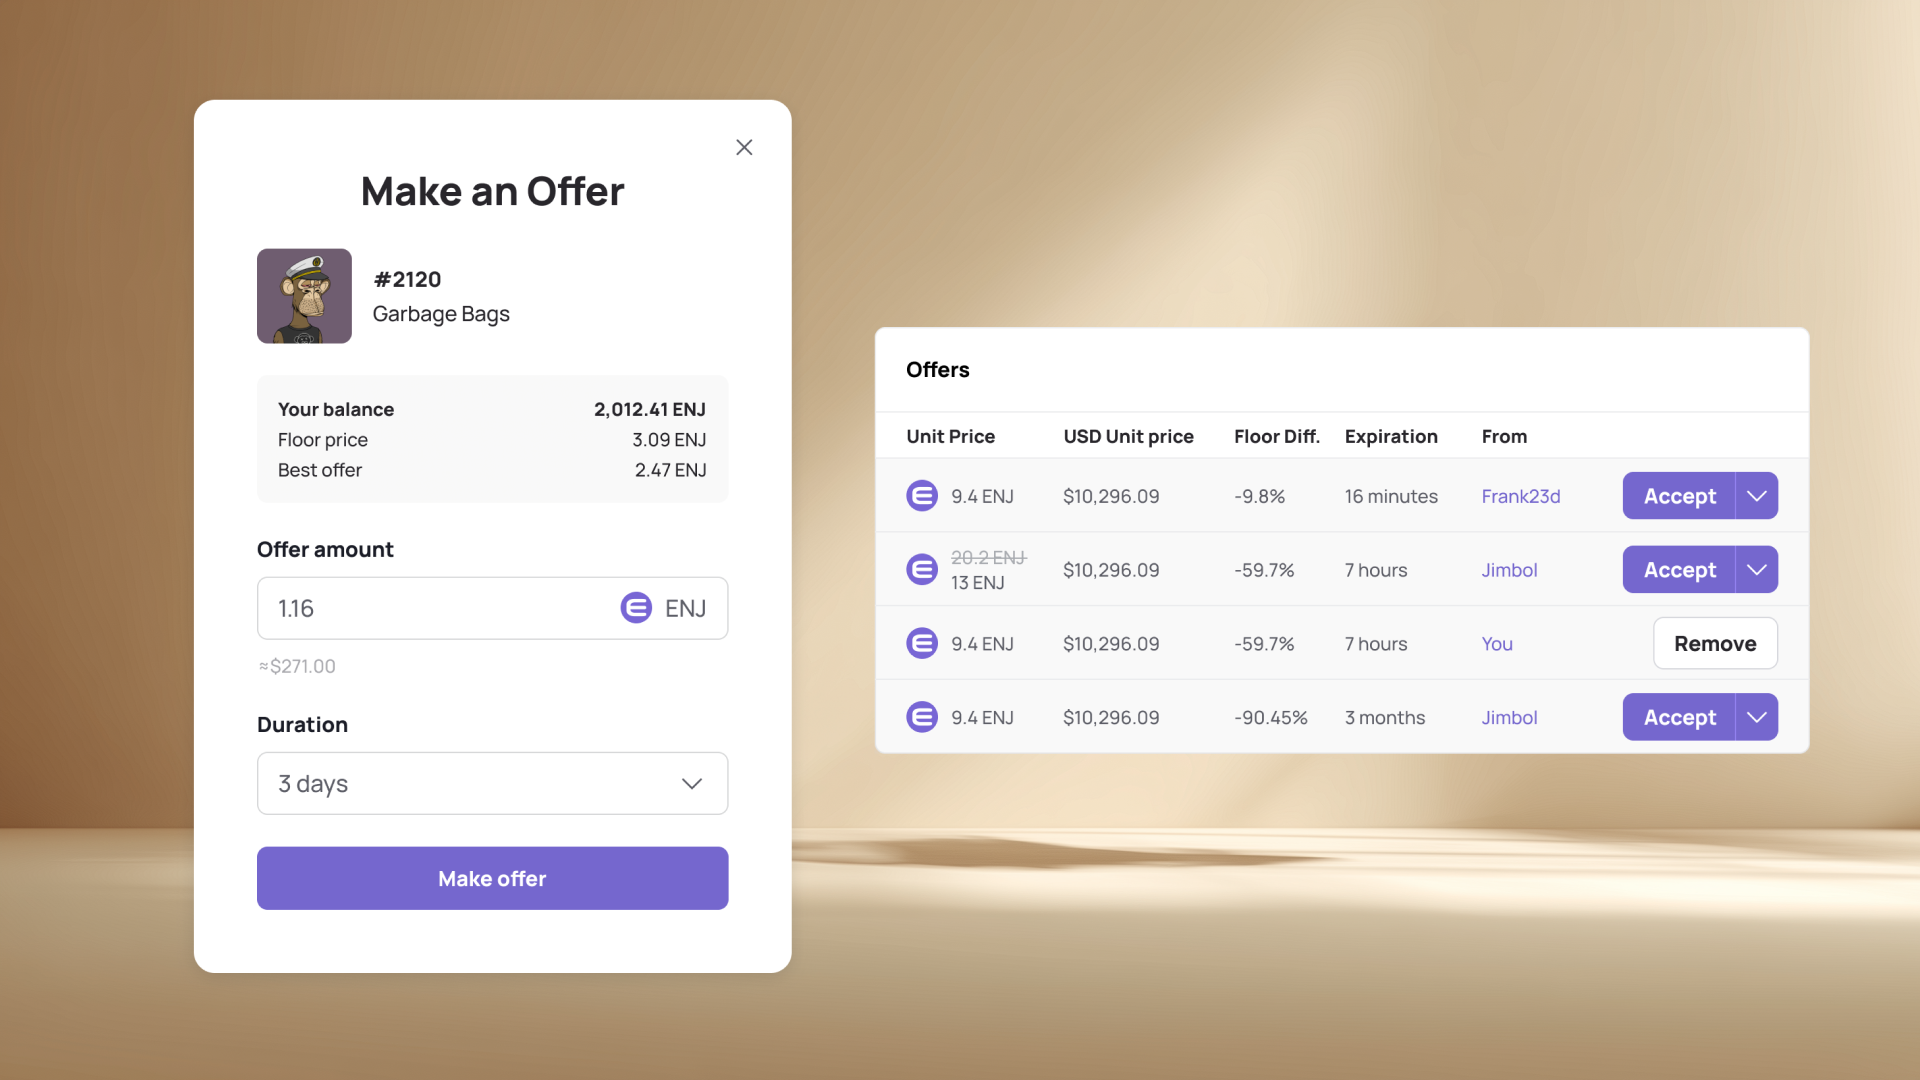 Make an Offer
#2120
Garbage Bags
Your balance 2,012.41 ENJ
Floor price 3.09 ENJ
Best offer 2.47 ENJ
Offer amount
1.16 ENJ
≈$271.00
Duration
3 days
Make offer
Offers
Unit Price USD Unit price Floor Diff. Expiration From
9.4 ENJ $10,296.09 -9.8% 16 minutes Frank23d Accept
20.2 ENJ
13 ENJ $10,296.09 -59.7% 7 hours Jimbol Accept
9.4 ENJ $10,296.09 -59.7% 7 hours You Remove
9.4 ENJ $10,296.09 -90.45% 3 months Jimbol Accept